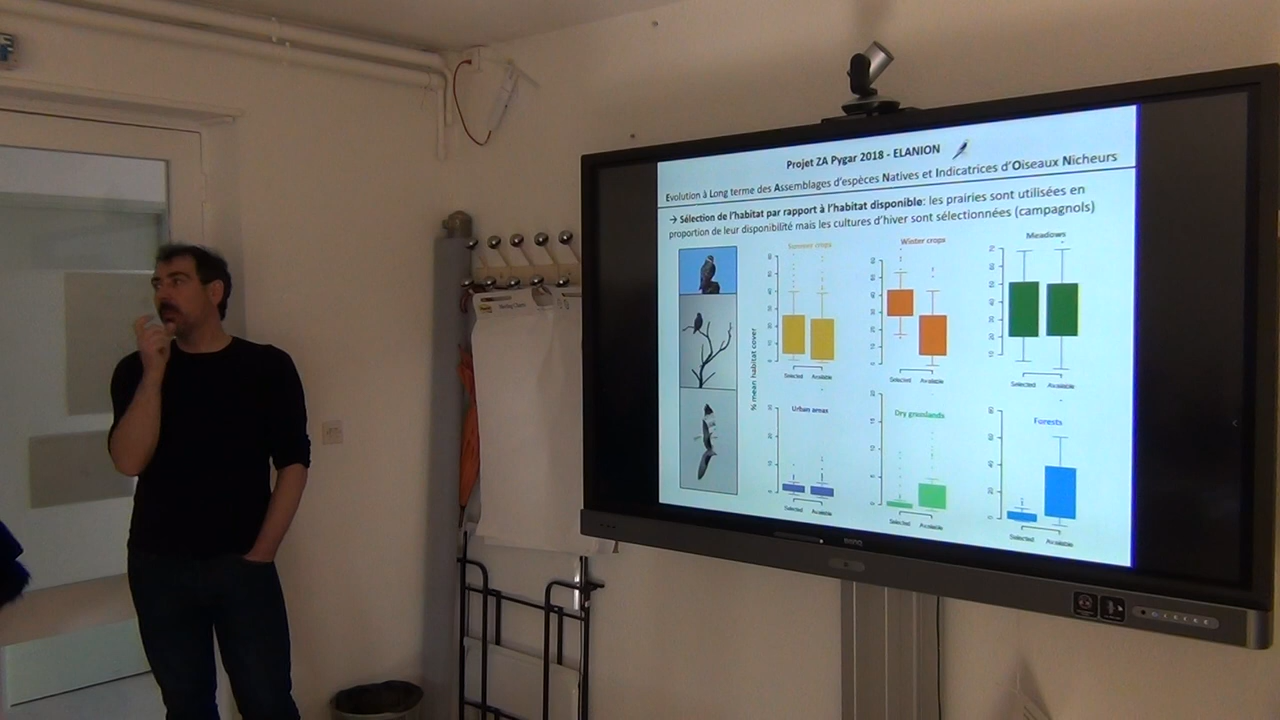 Projet ZA Pygar 2018 - ELANION
Evolution à Long terme des Assemblages d'espèces Natives et Indicatrices d'Oiseaux Nicheurs
→ Sélection de l'habitat par rapport à l'habitat disponible: les prairies sont utilisées en
proportion de leur disponibilité mais les cultures d'hiver sont sélectionnées (campagnols)
Summer crops
Winter crops
Meadows
% mean habitat cover
Selected Available
Selected Available
Selected Available
Urban areas
Dry grasslands
Forests
Selected Available
Selected Available
Selected Available
BENQ